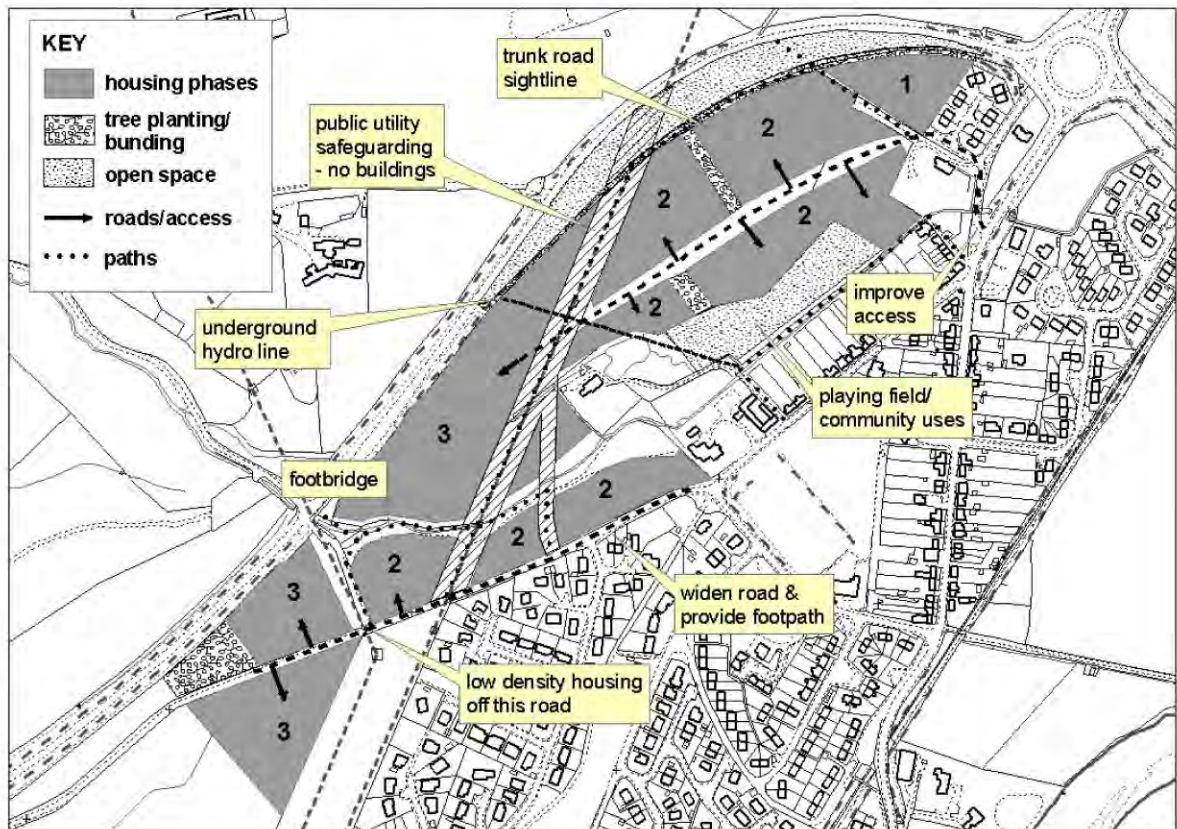 KEY
housing phases
tree planting/
bunding
open space
roads/access
paths
trunk road
sightline
public utility
safeguarding
- no buildings
1
2
2
2
2
underground
hydro line
improve
access
playing field/
community uses
3
footbridge
2
2
2
3
widen road &
provide footpath
low density housing
off this road
3